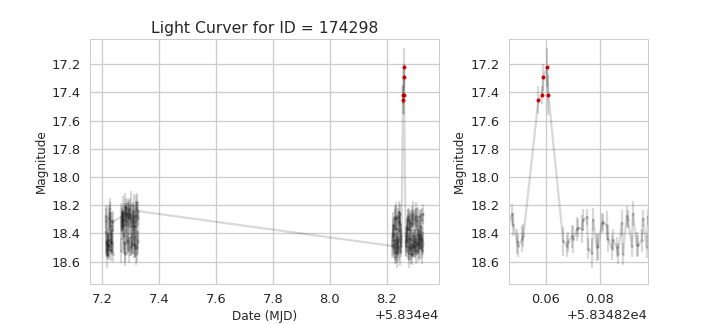 Light Curver for ID = 174298
Magnitude
17.2
17.4
17.6
17.8
18.0
18.2
18.4
18.6
7.2 7.4 7.6 7.8 8.0 8.2
Date (MJD)
+5.834e4
Magnitude
17.2
17.4
17.6
17.8
18.0
18.2
18.4
18.6
0.06 0.08
+5.83482e4